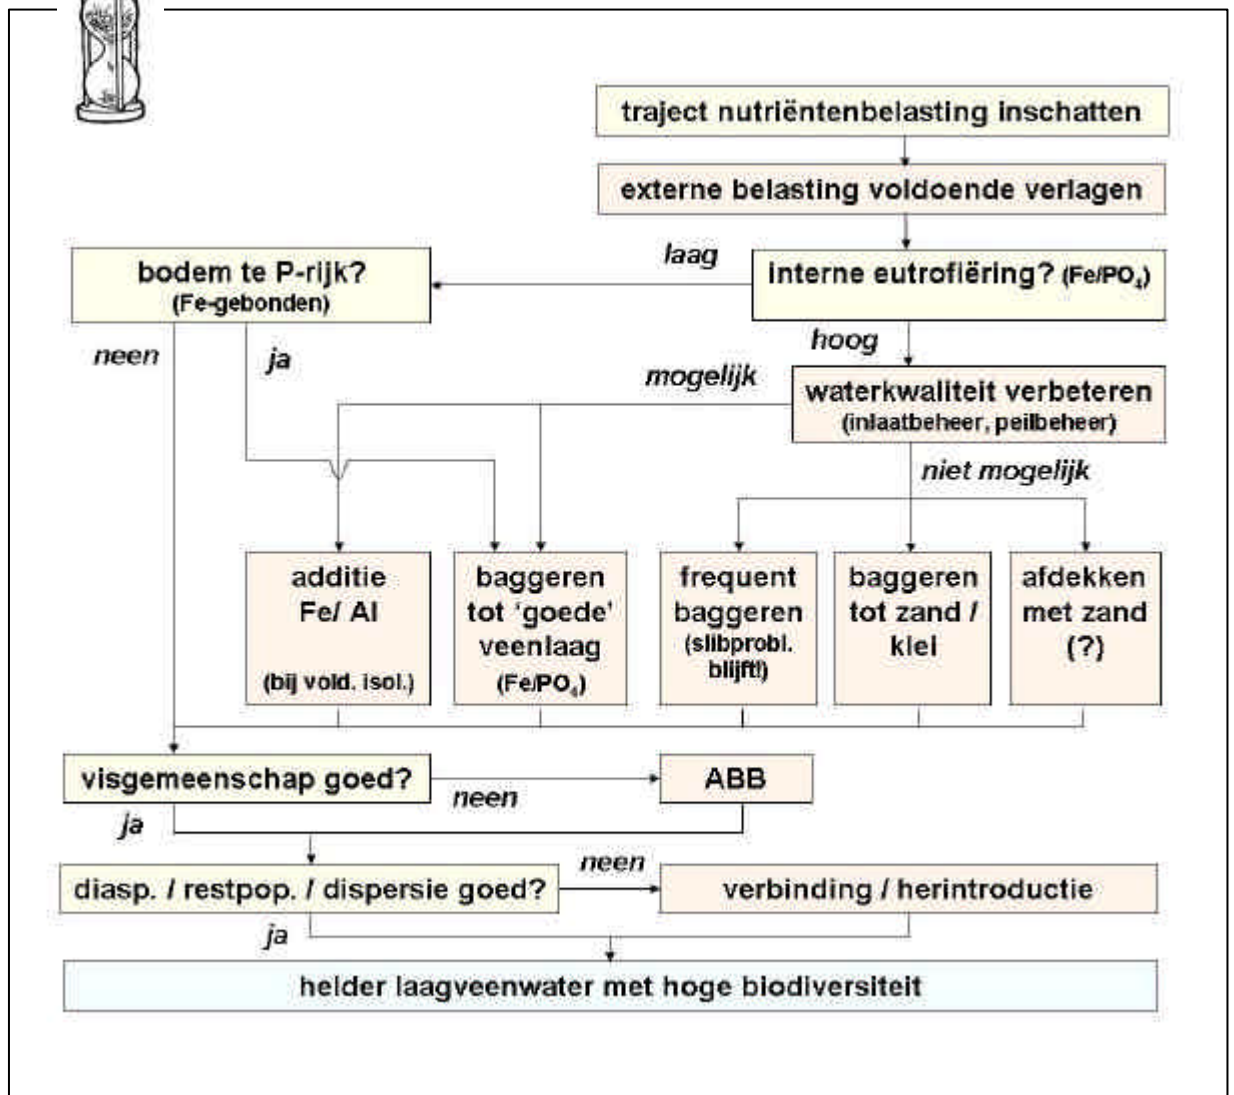 traject nutriëntenbelasting inschatten
externe belasting voldoende verlagen
laag
bodem te P-rijk?
(Fe-gebonden)
interne eutrofiëring? (Fe/PO₄)
neen
ja
hoog
mogelijk
waterkwaliteit verbeteren
(inlaatbeheer, peilbeheer)
niet mogelijk
additie
Fe/ Al
(bij vold. isol.)
baggeren
tot ‘goede’
veenlaag
(Fe/PO₄)
frequent
baggeren
(slibprobl.
blijft!)
baggeren
tot zand /
klei
afdekken
met zand
(?)
visgemeenschap goed?
neen
ABB
ja
diasp. / restpop. / dispersie goed?
neen
verbinding / herintroductie
ja
helder laagveenwater met hoge biodiversiteit